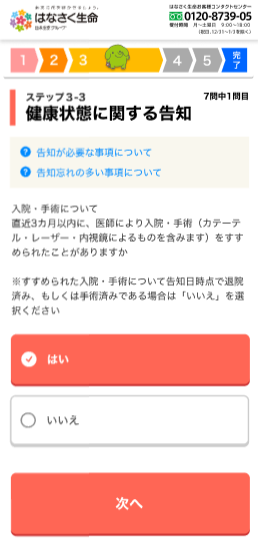 あきこれやりがでうましょう。
はなさく生命
日本生命グループ
はなさく生命お客様コンタクトセンター
0120-8739-05
受付時間 月〜土曜日 9:00〜18:00
(祝日、12/31〜1/3を除く)
1 2 3 4 5 完了
ステップ3-3
7問中1問目
健康状態に関する告知
? 告知が必要な事項について
? 告知忘れの多い事項について
入院・手術について
直近3カ月以内に、医師により入院・手術（カテーテ
ル・レーザー・内視鏡によるものを含みます）をすす
められたことがありますか
※すすめられた入院・手術について告知日時点で退院
済み、もしくは手術済みである場合は「いいえ」を選
択ください
はい
いいえ
次へ